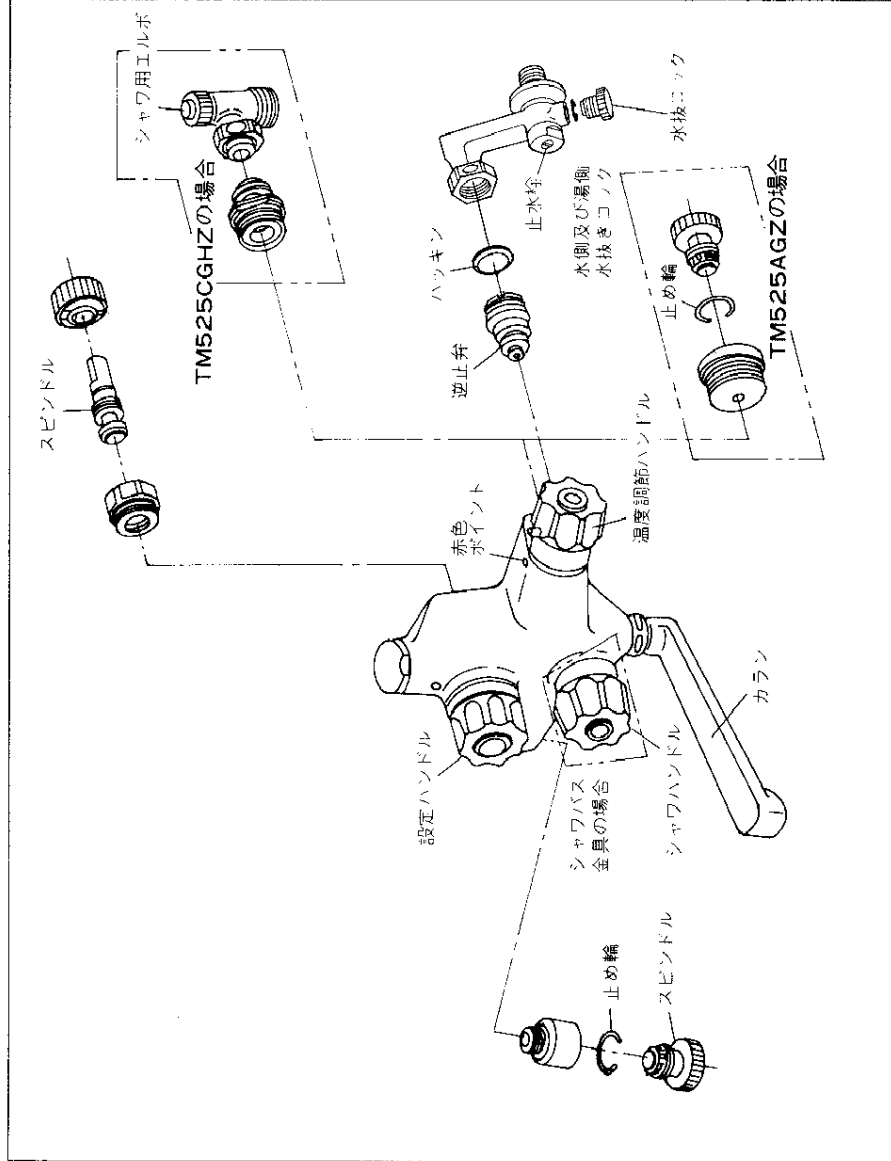 スピンドル
シャワ用エルボ
TM525CGHZの場合
設定ハンドル
パッキン
赤色
ポイント
逆止弁
止水栓
シャワバス
金具の場合
水側及び湯側
水抜きコック
止め輪
水抜コック
温度調節ハンドル
スピンドル
止め輪
シャワハンドル
カラン
TM525AGZの場合